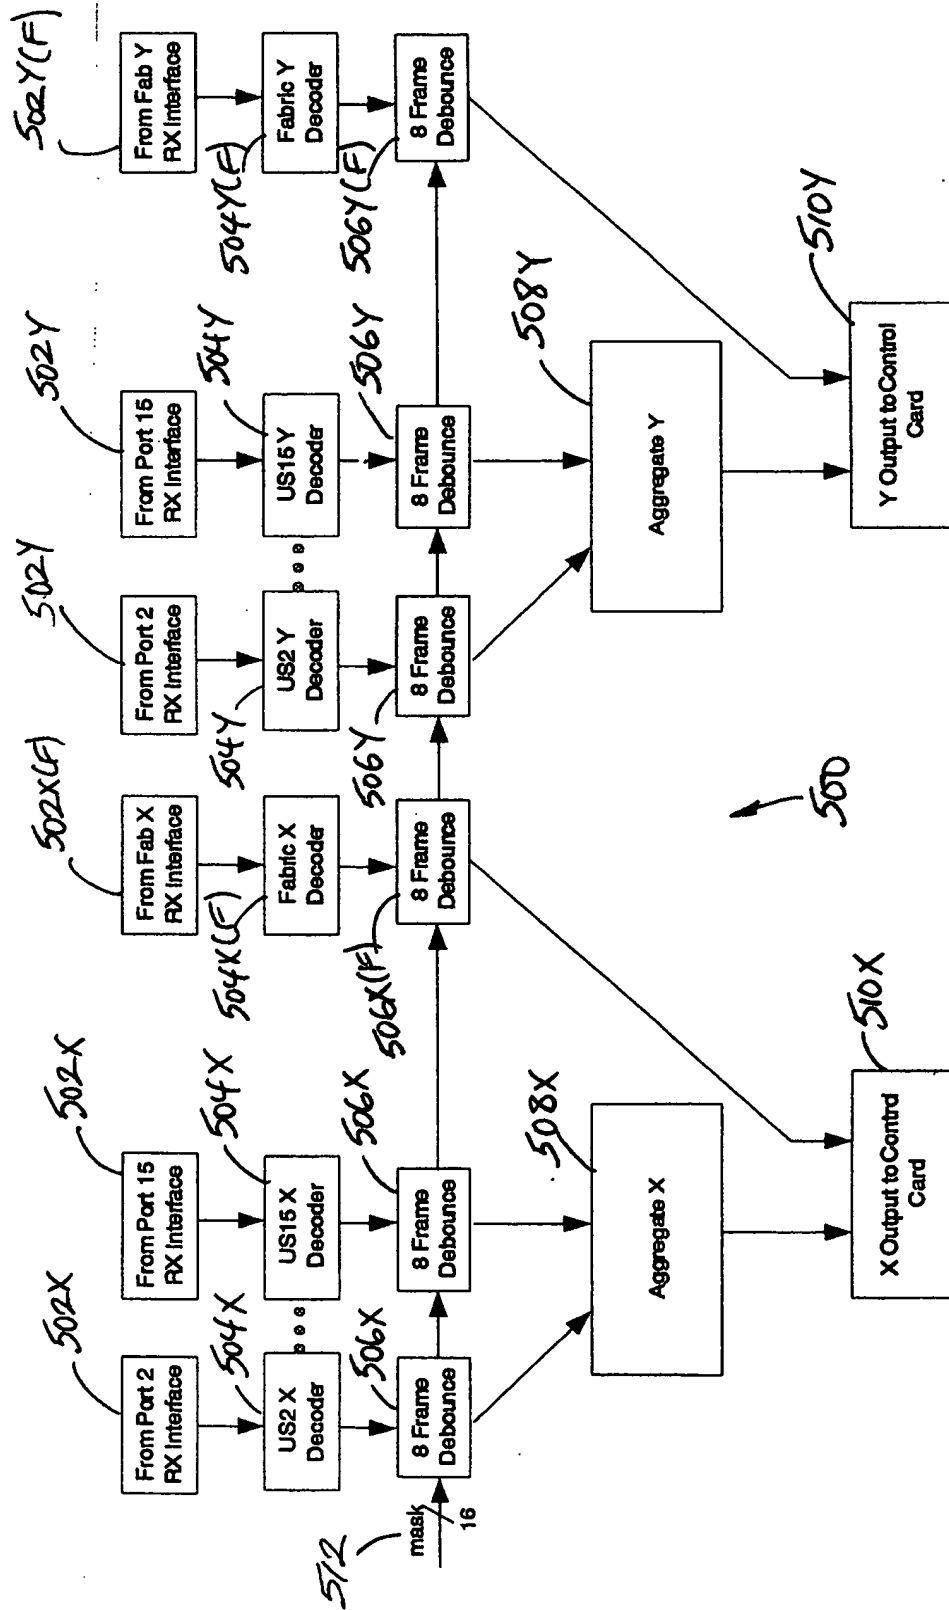 502X
502X
502X(F)
502Y
502Y
502Y(F)
From Port 2
RX Interface
From Port 15
RX Interface
From Fab X
RX Interface
From Port 2
RX Interface
From Port 15
RX Interface
From Fab Y
RX Interface
504X
504X
504X(F)
504Y
504Y
504Y(F)
US2 X
Decoder
US15 X
Decoder
Fabric X
Decoder
US2 Y
Decoder
US15 Y
Decoder
Fabric Y
Decoder
506X
506X
506X(F)
506Y
506Y
506Y(F)
512
mask
16
8 Frame
Debounce
8 Frame
Debounce
8 Frame
Debounce
8 Frame
Debounce
8 Frame
Debounce
8 Frame
Debounce
508X
508Y
Aggregate X
Aggregate Y
500
510X
510Y
X Output to Control
Card
Y Output to Control
Card